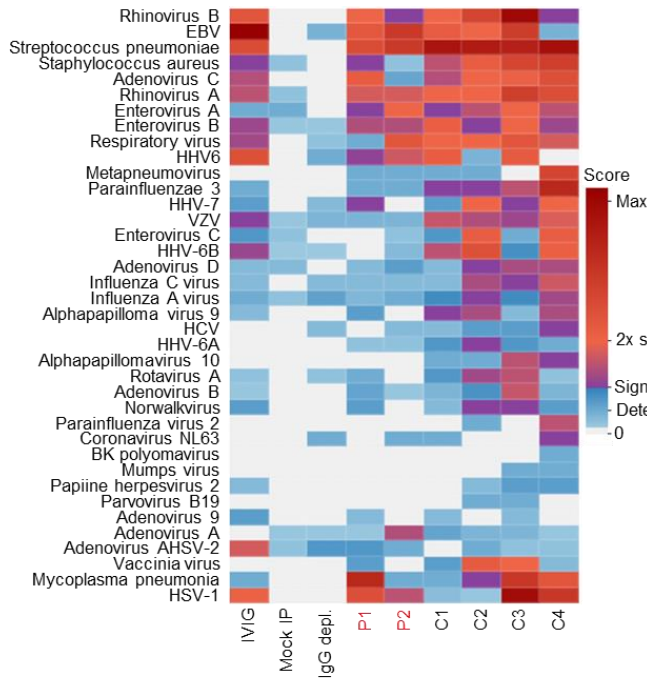 Rhinovirus B
EBV
Streptococcus pneumoniae
Staphylococcus aureus
Adenovirus C
Rhinovirus A
Enterovirus A
Enterovirus B
Respiratory virus
HHV6
Metapneumovirus
Parainfluenzae 3
HHV-7
VZV
Enterovirus C
HHV-6B
Adenovirus D
Influenza C virus
Influenza A virus
Alphapapilloma virus 9
HCV
HHV-6A
Alphapapillomavirus 10
Rotavirus A
Adenovirus B
Norwalkvirus
Parainfluenza virus 2
Coronavirus NL63
BK polyomavirus
Mumps virus
Papiine herpesvirus 2
Parvovirus B19
Adenovirus 9
Adenovirus A
Adenovirus AHSV-2
Vaccinia virus
Mycoplasma pneumonia
HSV-1
IVIG
Mock IP
IgG depl.
P1
P2
C1
C2
C3
C4
Score
Max
2x s
Sign
Dete
0